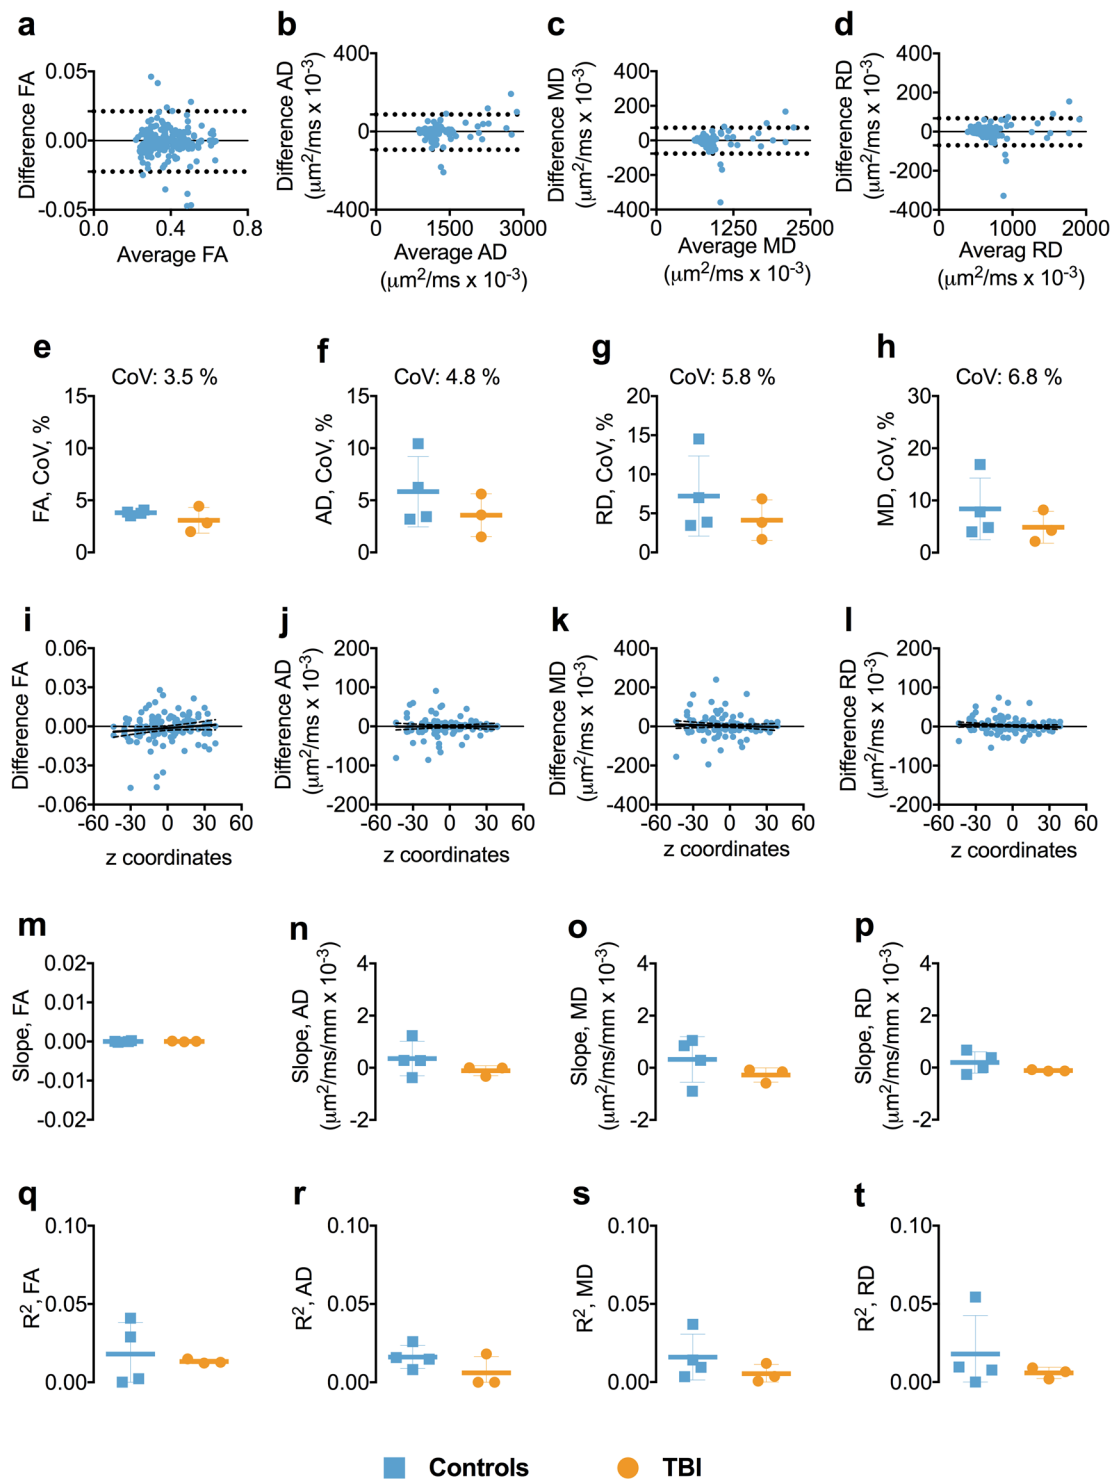 a
Difference FA
0.05
0.00
-0.05
0.0 0.4 0.8
Average FA
b
Difference AD
(μm²/ms x 10⁻³)
400
0
-400
0 1500 3000
Average AD
(μm²/ms x 10⁻³)
c
Difference MD
(μm²/ms x 10⁻³)
400
200
0
-200
-400
0 1250 2500
Average MD
(μm²/ms x 10⁻³)
d
Difference RD
(μm²/ms x 10⁻³)
400
200
0
-200
-400
0 1000 2000
Averag RD
(μm²/ms x 10⁻³)
e
CoV: 3.5 %
FA, CoV, %
15
10
5
0
f
CoV: 4.8 %
AD, CoV, %
15
10
5
0
g
CoV: 5.8 %
RD, CoV, %
20
15
10
5
0
h
CoV: 6.8 %
MD, CoV, %
30
20
10
0
i
Difference FA
0.06
0.03
0.00
-0.03
-0.06
-60 -30 0 30 60
z coordinates
j
Difference AD
(μm²/ms x 10⁻³)
200
100
0
-100
-200
-60 -30 0 30 60
z coordinates
k
Difference MD
(μm²/ms x 10⁻³)
400
200
0
-200
-400
-60 -30 0 30 60
z coordinates
l
Difference RD
(μm²/ms x 10⁻³)
200
100
0
-100
-200
-60 -30 0 30 60
z coordinates
m
Slope, FA
0.02
0.01
0.00
-0.01
-0.02
n
Slope, AD
(μm²/ms/mm x 10⁻³)
4
2
0
-2
o
Slope, MD
(μm²/ms/mm x 10⁻³)
4
2
0
-2
p
Slope, RD
(μm²/ms/mm x 10⁻³)
4
2
0
-2
q
R², FA
0.10
0.05
0.00
r
R², AD
0.10
0.05
0.00
s
R², MD
0.10
0.05
0.00
t
R², RD
0.10
0.05
0.00
Controls
TBI